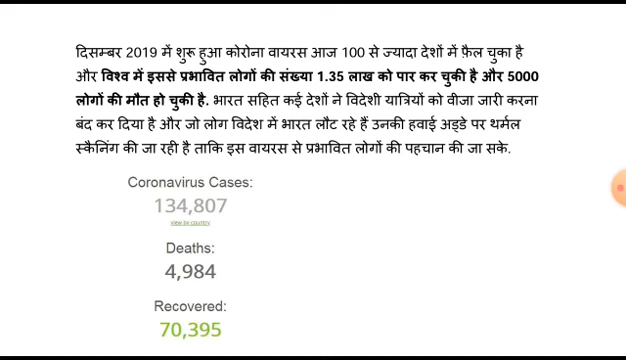 दिसम्बर 2019 में शुरू हुआ कोरोना वायरस आज 100 से ज्यादा देशों में फ़ैल चुका है
और विश्व में इससे प्रभावित लोगों की संख्या 1.35 लाख को पार कर चुकी है और 5000
लोगों की मौत हो चुकी है. भारत सहित कई देशों ने विदेशी यात्रियों को वीजा जारी करना
बंद कर दिया है और जो लोग विदेश में भारत लौट रहे हैं उनकी हवाई अड्डे पर थर्मल
स्कैनिंग की जा रही है ताकि इस वायरस से प्रभावित लोगों की पहचान की जा सके.
Coronavirus Cases:
134,807
view by country
Deaths:
4,984
Recovered:
70,395